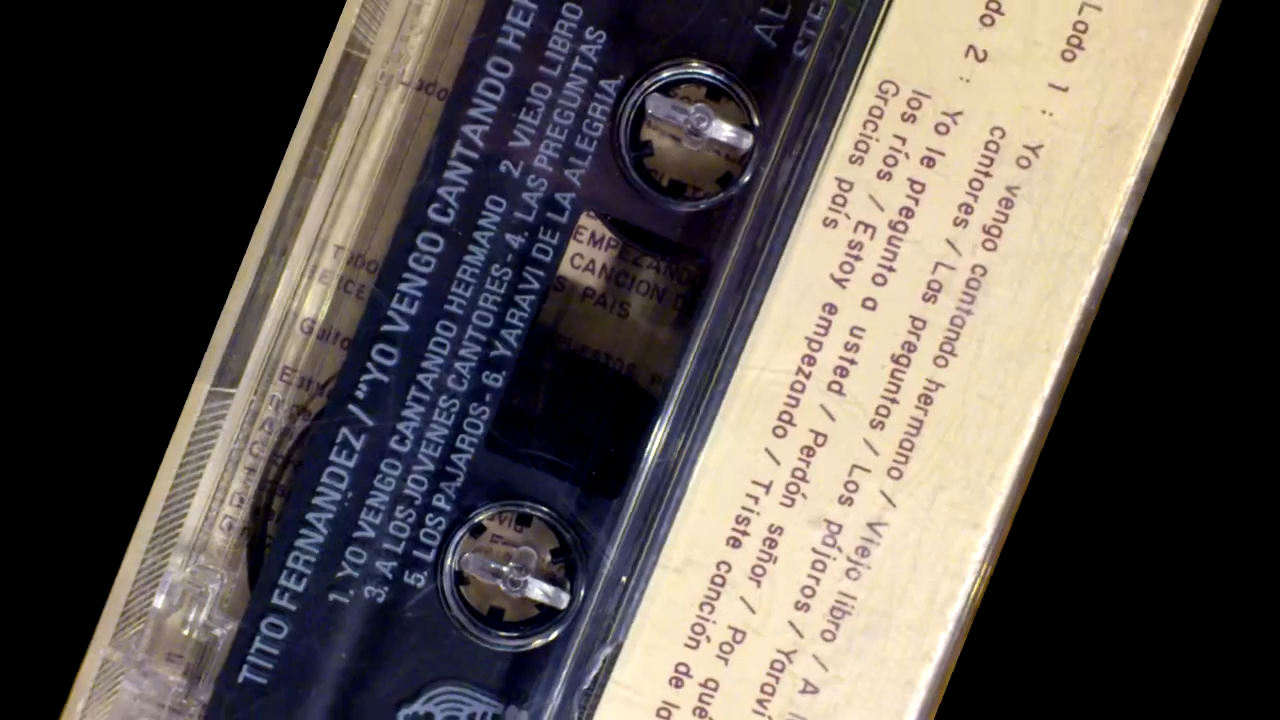 TITO FERNANDEZ / "YO VENGO CANTANDO
1. YO VENGO CANTANDO HERMANO 2. VIEJO LIBRO
3. A LOS JOVENES CANTORES - 4. LAS PREGUNTAS
5. LOS PAJAROS - 6. YARAVI DE LA ALEGRIA.
EMPEZANDO
CANCION
PAIS
Lado
Lado 1 : Yo vengo cantando hermano / Viejo libro / A
cantores / Las preguntas / Los pájaros / Yaraví
2 : Yo le pregunto a usted / Perdón señor / Por qué
los ríos / Estoy empezando / Triste canción de
Gracias país